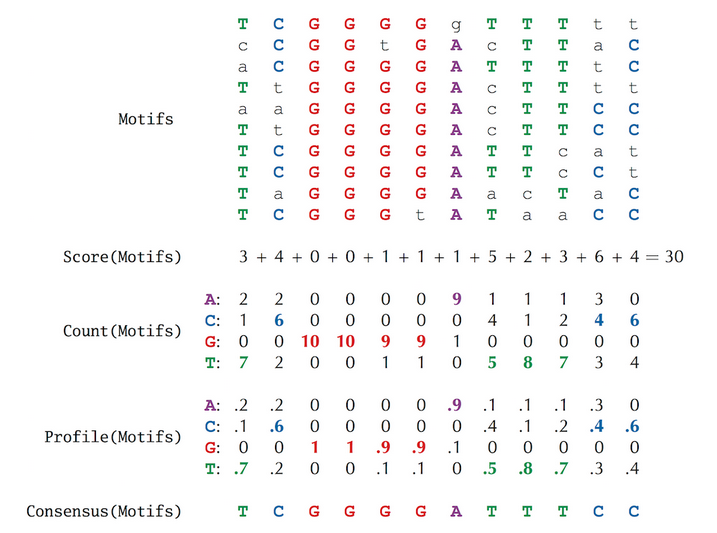 T C G G G G g T T T t t
c C G G t G A c T T a C
a C G G G G A T T T t C
T t G G G G A c T T t t
Motifs a a G G G G A c T T C C
T t G G G G A c T T C C
T C G G G G A T T c a t
T C G G G G A T T c C t
T a G G G G A a c T a C
T C G G G t A T a a C C
Score(Motifs) 3 + 4 + 0 + 0 + 1 + 1 + 1 + 5 + 2 + 3 + 6 + 4 = 30
A: 2 2 0 0 0 0 9 1 1 1 3 0
Count(Motifs) C: 1 6 0 0 0 0 0 4 1 2 4 6
G: 0 0 10 10 9 9 1 0 0 0 0 0
T: 7 2 0 0 1 1 0 5 8 7 3 4
A: .2 .2 0 0 0 0 .9 .1 .1 .1 .3 0
Profile(Motifs) C: .1 .6 0 0 0 0 0 .4 .1 .2 .4 .6
G: 0 0 1 1 .9 .9 .1 0 0 0 0 0
T: .7 .2 0 0 .1 .1 0 .5 .8 .7 .3 .4
Consensus(Motifs) T C G G G G A T T T C C